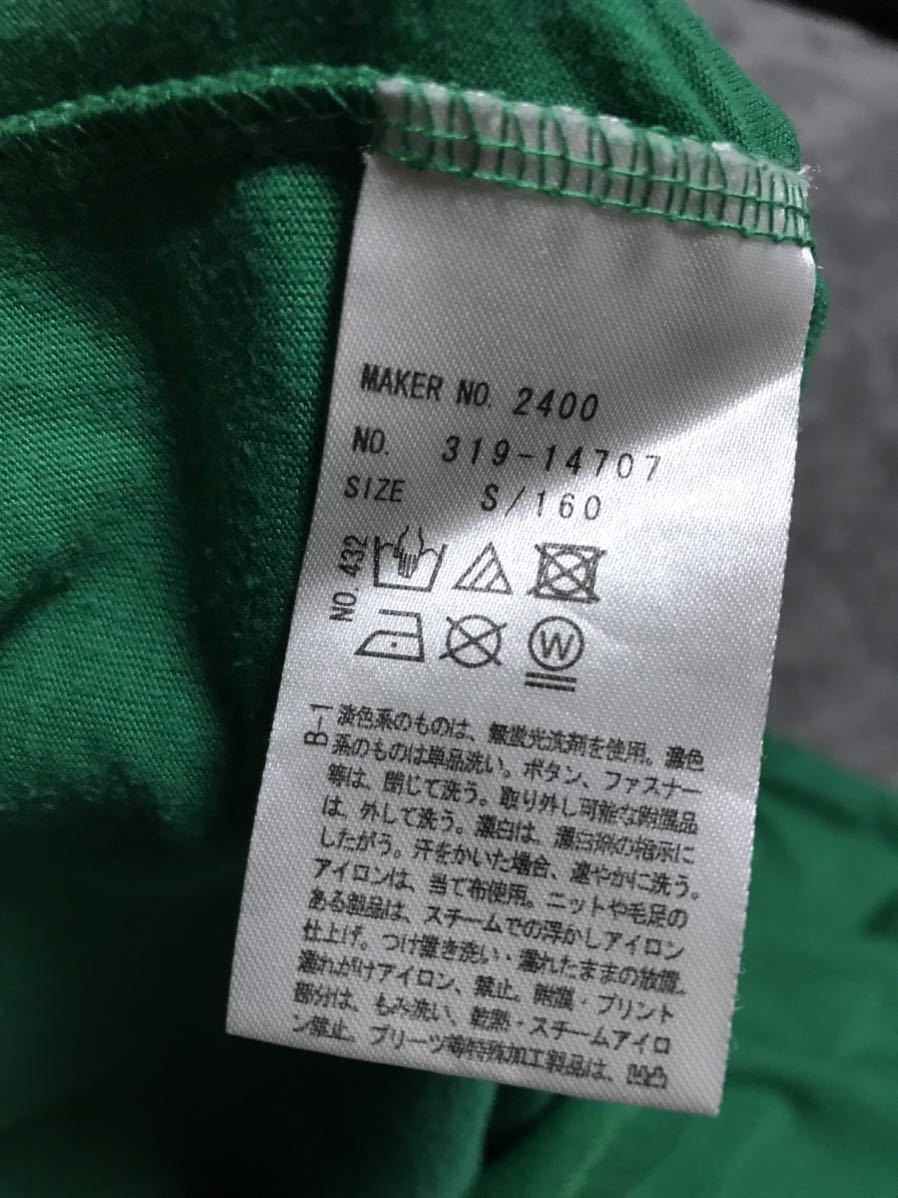 MAKER NO. 2400
NO. 319-14707
SIZE S/160
NO. 432
W
B-1
淡色系のものは、無蛍光洗剤を使用。濃色
系のものは単品洗い。ボタン、ファスナー
等は、閉じて洗う。取り外し可能な附属品
は、外して洗う。漂白は、漂白剤の指示に
したがう。汗をかいた場合、速やかに洗う。
アイロンは、当て布使用。ニットや毛足の
ある製品は、スチームでの浮かしアイロン
仕上げ。つけ置き洗い・濡れたままの放置、
濡れがけアイロン、禁止。附属・プリント
部分は、もみ洗い、乾熱・スチームアイロ
ン禁止。プリーツ等特殊加工製品は、凹凸